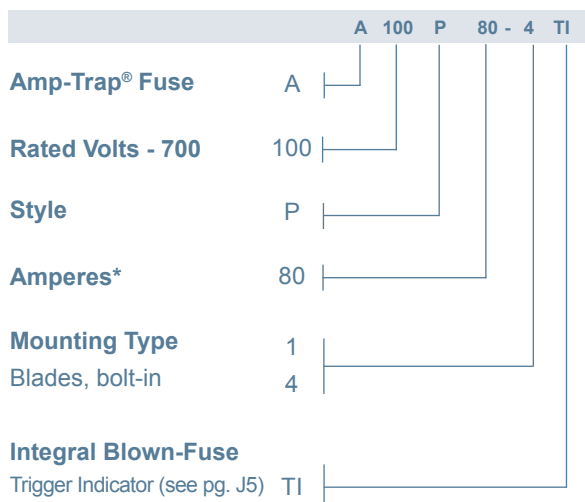 A 100 P 80 - 4 TI
Amp-Trap® Fuse A
Rated Volts - 700 100
Style P
Amperes* 80
Mounting Type 1
Blades, bolt-in 4
Integral Blown-Fuse
Trigger Indicator (see pg. J5) TI